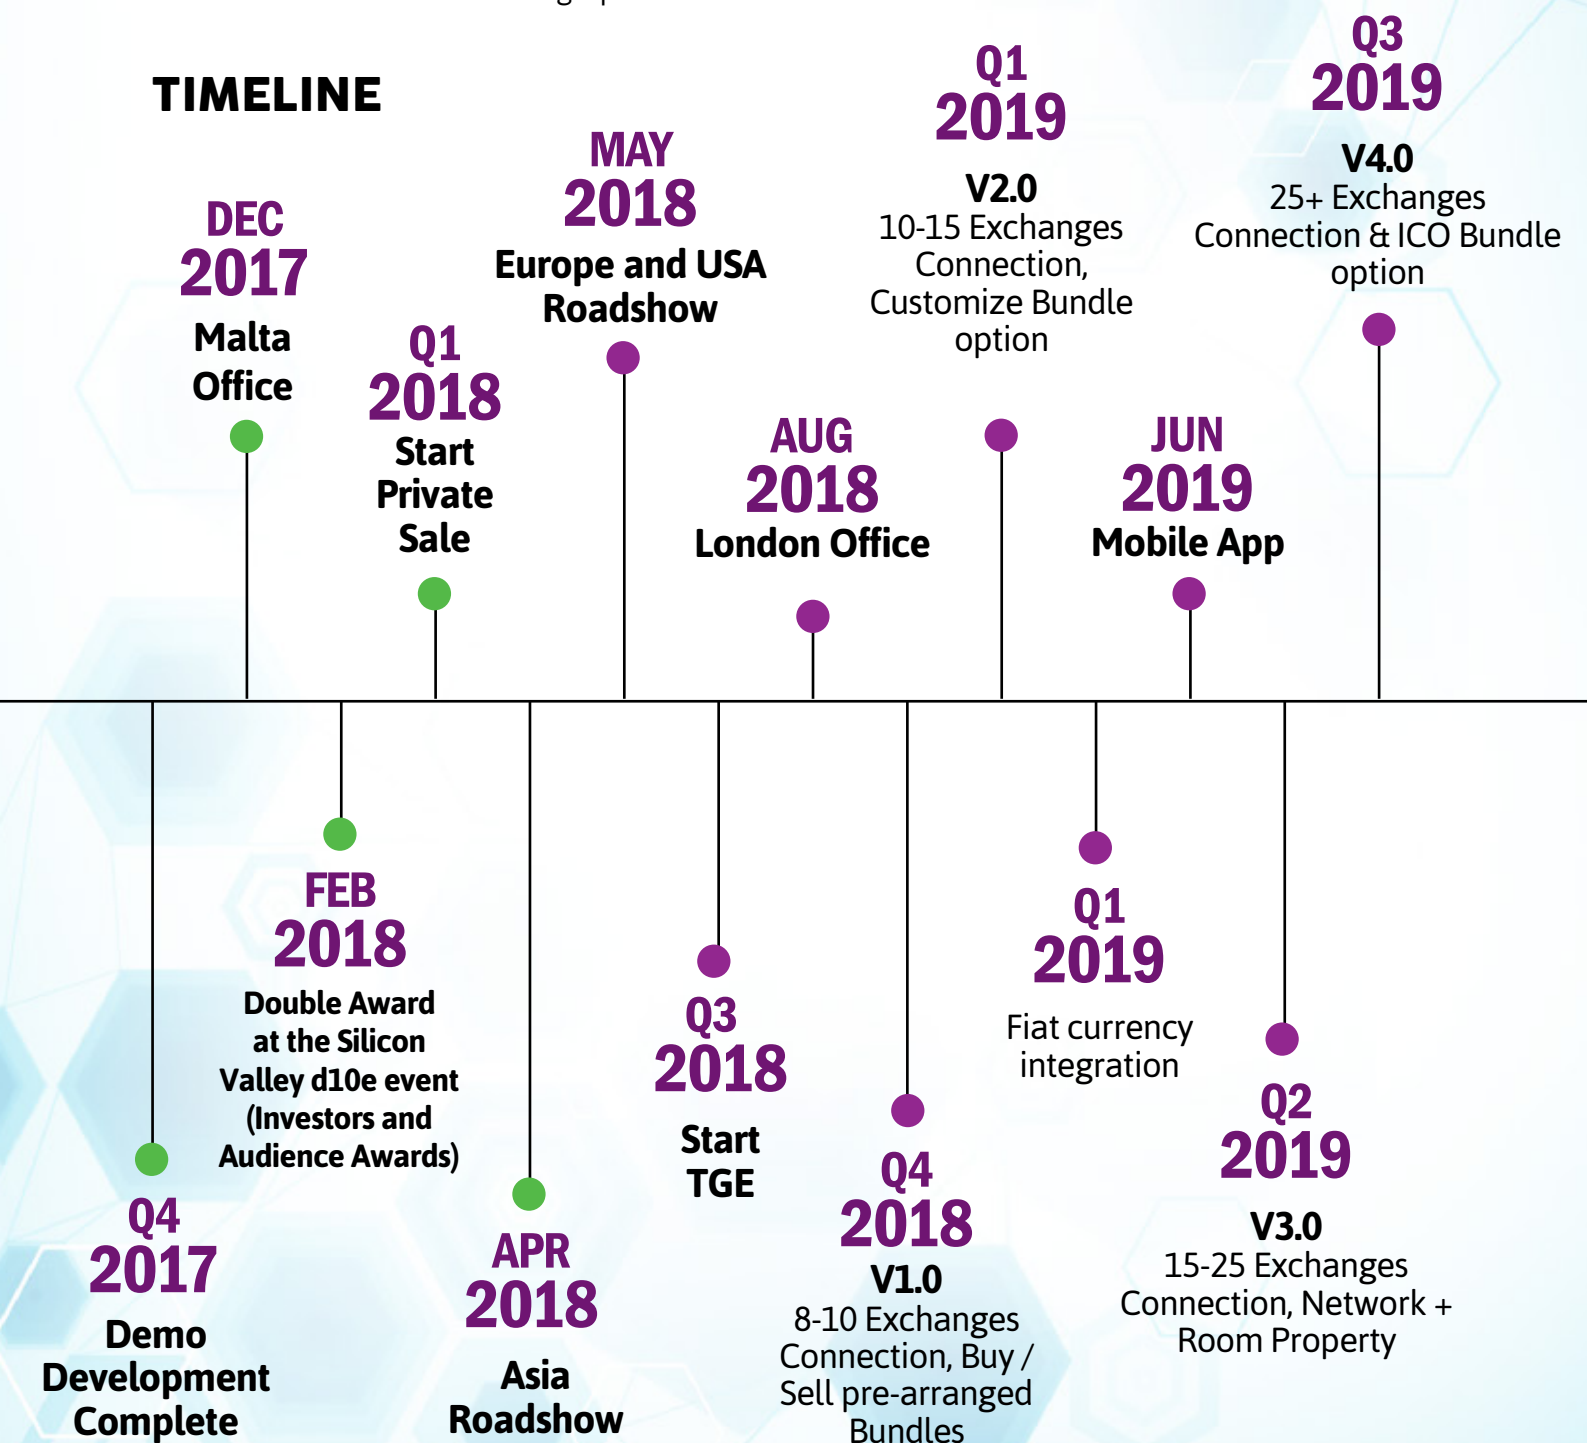 TIMELINE
DEC
2017
Malta
Office
Q1
2018
Start
Private
Sale
MAY
2018
Europe and USA
Roadshow
AUG
2018
London Office
Q1
2019
V2.0
10-15 Exchanges
Connection,
Customize Bundle
option
JUN
2019
Mobile App
Q3
2019
V4.0
25+ Exchanges
Connection & ICO Bundle
option
Q4
2017
Demo
Development
Complete
FEB
2018
Double Award
at the Silicon
Valley d10e event
(Investors and
Audience Awards)
APR
2018
Asia
Roadshow
Q3
2018
Start
TGE
Q4
2018
V1.0
8-10 Exchanges
Connection, Buy /
Sell pre-arranged
Bundles
Q1
2019
Fiat currency
integration
Q2
2019
V3.0
15-25 Exchanges
Connection, Network +
Room Property